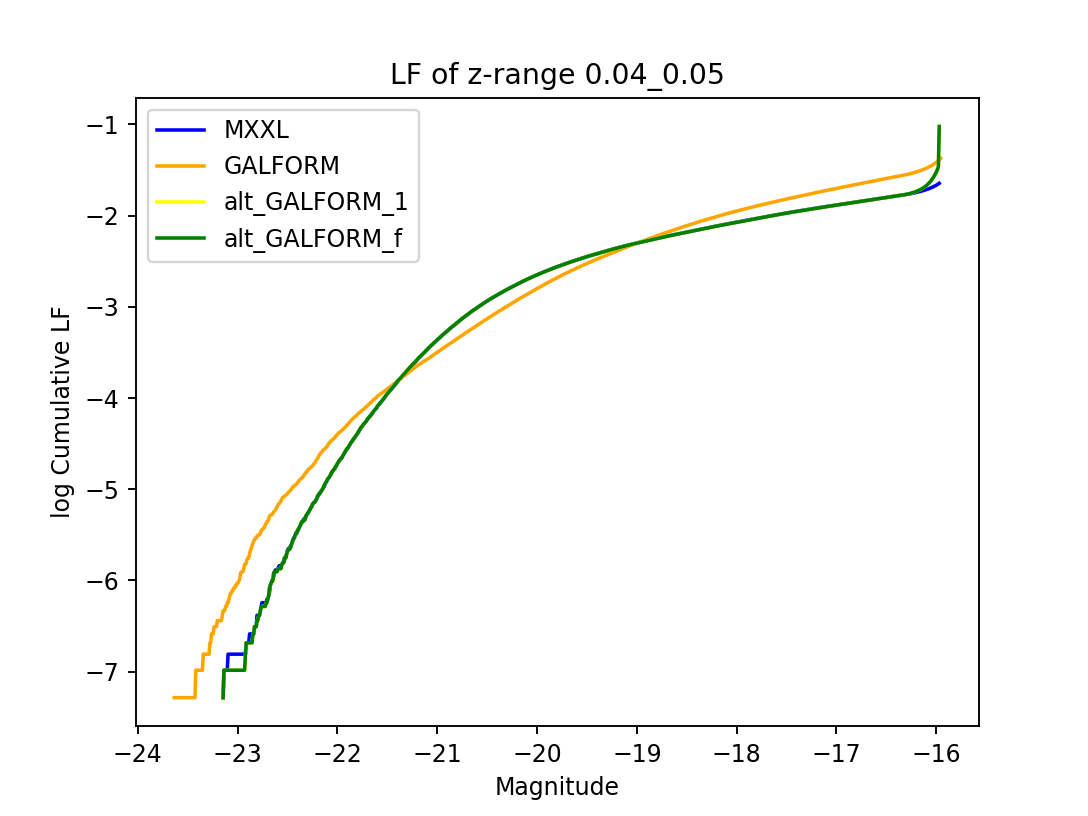 LF of z-range 0.04_0.05
log Cumulative LF
−1
−2
−3
−4
−5
−6
−7
MXXL
GALFORM
alt_GALFORM_1
alt_GALFORM_f
−24
−23
−22
−21
−20
−19
−18
−17
−16
Magnitude